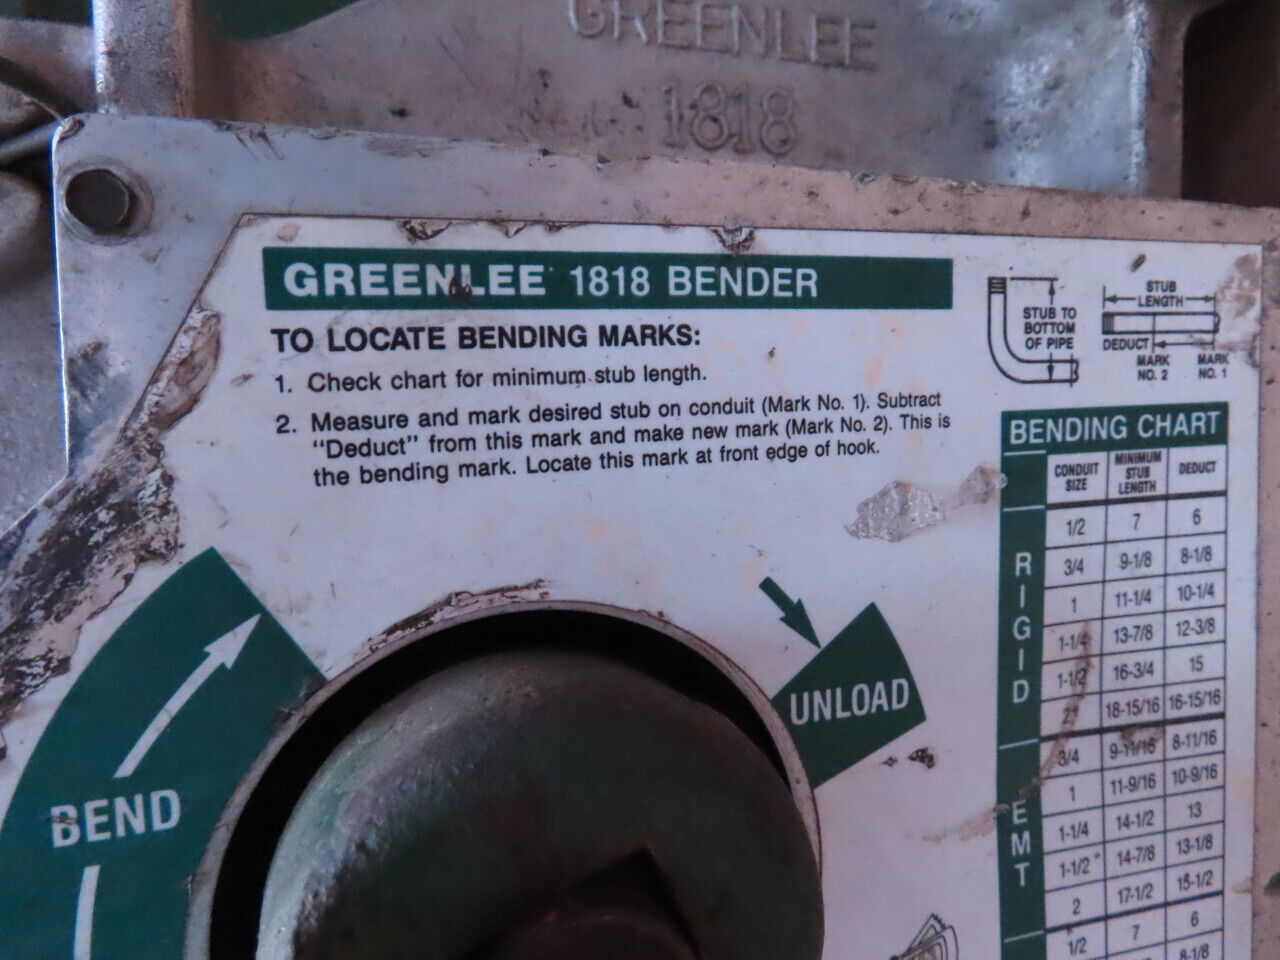 GREENLEE
1818
GREENLEE 1818 BENDER
TO LOCATE BENDING MARKS:
1. Check chart for minimum stub length.
2. Measure and mark desired stub on conduit (Mark No. 1). Subtract
"Deduct" from this mark and make new mark (Mark No. 2). This is
the bending mark. Locate this mark at front edge of hook.
STUB TO
BOTTOM
OF PIPE
STUB
LENGTH
DEDUCT
MARK
NO. 2
MARK
NO. 1
BENDING CHART
CONDUIT
SIZE
MINIMUM
STUB
LENGTH
DEDUCT
RIGID
1/2 7 6
3/4 9-1/8 8-1/8
1 11-1/4 10-1/4
1-1/4 13-7/8 12-3/8
1-1/2 16-3/4 15
2 18-15/16 16-15/16
EMT
3/4 9-11/16 8-11/16
1 11-9/16 10-9/16
1-1/4 14-1/2 13
1-1/2 14-7/8 13-1/8
2 17-1/2 15-1/2
1/2 7 6
8-1/8
BEND
UNLOAD